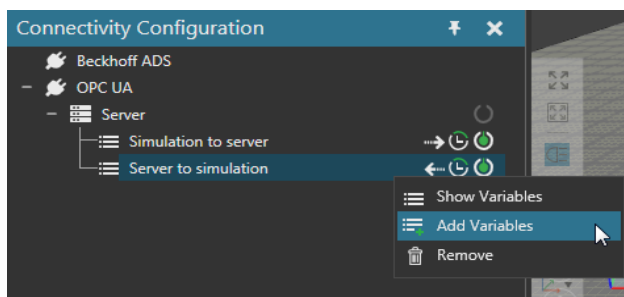 Connectivity Configuration
Beckhoff ADS
OPC UA
Server
Simulation to server
Server to simulation
Show Variables
Add Variables
Remove